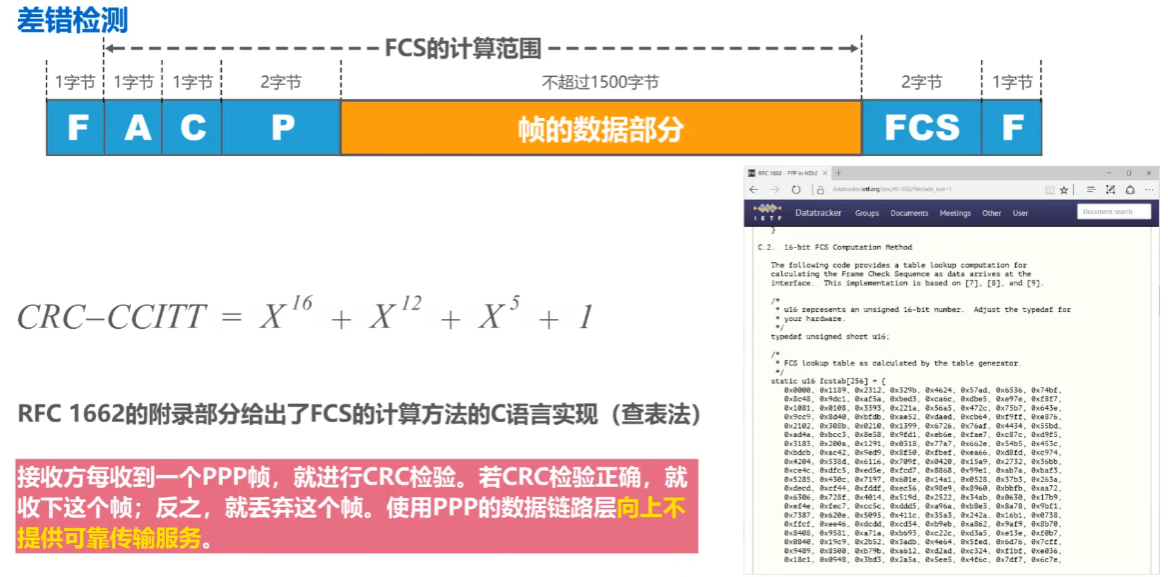 差错检测
FCS的计算范围
1字节 1字节 1字节 2字节 不超过1500字节 2字节 1字节
F A C P 帧的数据部分 FCS F
CRC–CCITT = X^16 + X^12 + X^5 + 1
RFC 1662的附录部分给出了FCS的计算方法的C语言实现（查表法）
接收方每收到一个PPP帧，就进行CRC检验。若CRC检验正确，就
收下这个帧；反之，就丢弃这个帧。使用PPP的数据链路层向上不
提供可靠传输服务。
RFC 1662 - PPP in HDLC
IETF Datatracker Groups Documents Meetings Other User Document search
}
C.2. 16-bit FCS Computation Method
The following code provides a table lookup computation for
calculating the Frame Check Sequence as data arrives at the
interface. This implementation is based on [7], [8], and [9].
/*
* u16 represents an unsigned 16-bit number. Adjust the typedef for
* your hardware.
*/
typedef unsigned short u16;
/*
* FCS lookup table as calculated by the table generator.
*/
static u16 fcstab[256] = {
0x0000, 0x1189, 0x2312, 0x329b, 0x4624, 0x57ad, 0x6536, 0x74bf,
0x8c48, 0x9dc1, 0xaf5a, 0xbed3, 0xca6c, 0xdbe5, 0xe97e, 0xf8f7,
0x1081, 0x0108, 0x3393, 0x221a, 0x56a5, 0x472c, 0x75b7, 0x643e,
0x9cc9, 0x8d40, 0xbfdb, 0xae52, 0xdaed, 0xcb64, 0xf9ff, 0xe876,
0x2102, 0x308b, 0x0210, 0x1399, 0x6726, 0x76af, 0x4434, 0x55bd,
0xad4a, 0xbcc3, 0x8e58, 0x9fd1, 0xeb6e, 0xfae7, 0xc87c, 0xd9f5,
0x3183, 0x200a, 0x1291, 0x0318, 0x77a7, 0x662e, 0x54b5, 0x453c,
0xbdcb, 0xac42, 0x9ed9, 0x8f50, 0xfbef, 0xea66, 0xd8fd, 0xc974,
0x4204, 0x538d, 0x6116, 0x709f, 0x0420, 0x15a9, 0x2732, 0x36bb,
0xce4c, 0xdfc5, 0xed5e, 0xfcd7, 0x8868, 0x99e1, 0xab7a, 0xbaf3,
0x5285, 0x430c, 0x7197, 0x601e, 0x14a1, 0x0528, 0x37b3, 0x263a,
0xdecd, 0xcf44, 0xfddf, 0xec56, 0x98e9, 0x8960, 0xbbfb, 0xaa72,
0x6306, 0x728f, 0x4014, 0x519d, 0x2522, 0x34ab, 0x0630, 0x17b9,
0xef4e, 0xfec7, 0xcc5c, 0xddd5, 0xa96a, 0xb8e3, 0x8a78, 0x9bf1,
0x7387, 0x620e, 0x5095, 0x411c, 0x35a3, 0x242a, 0x16b1, 0x0738,
0xffcf, 0xee46, 0xdcdd, 0xcd54, 0xb9eb, 0xa862, 0x9af9, 0x8b70,
0x8408, 0x9581, 0xa71a, 0xb693, 0xc22c, 0xd3a5, 0xe13e, 0xf0b7,
0x0840, 0x19c9, 0x2b52, 0x3adb, 0x4e64, 0x5fed, 0x6d76, 0x7cff,
0x9489, 0x8500, 0xb79b, 0xa612, 0xd2ad, 0xc324, 0xf1bf, 0xe036,
0x18c1, 0x0948, 0x3bd3, 0x2a5a, 0x5ee5, 0x4f6c, 0x7df7, 0x6c7e,